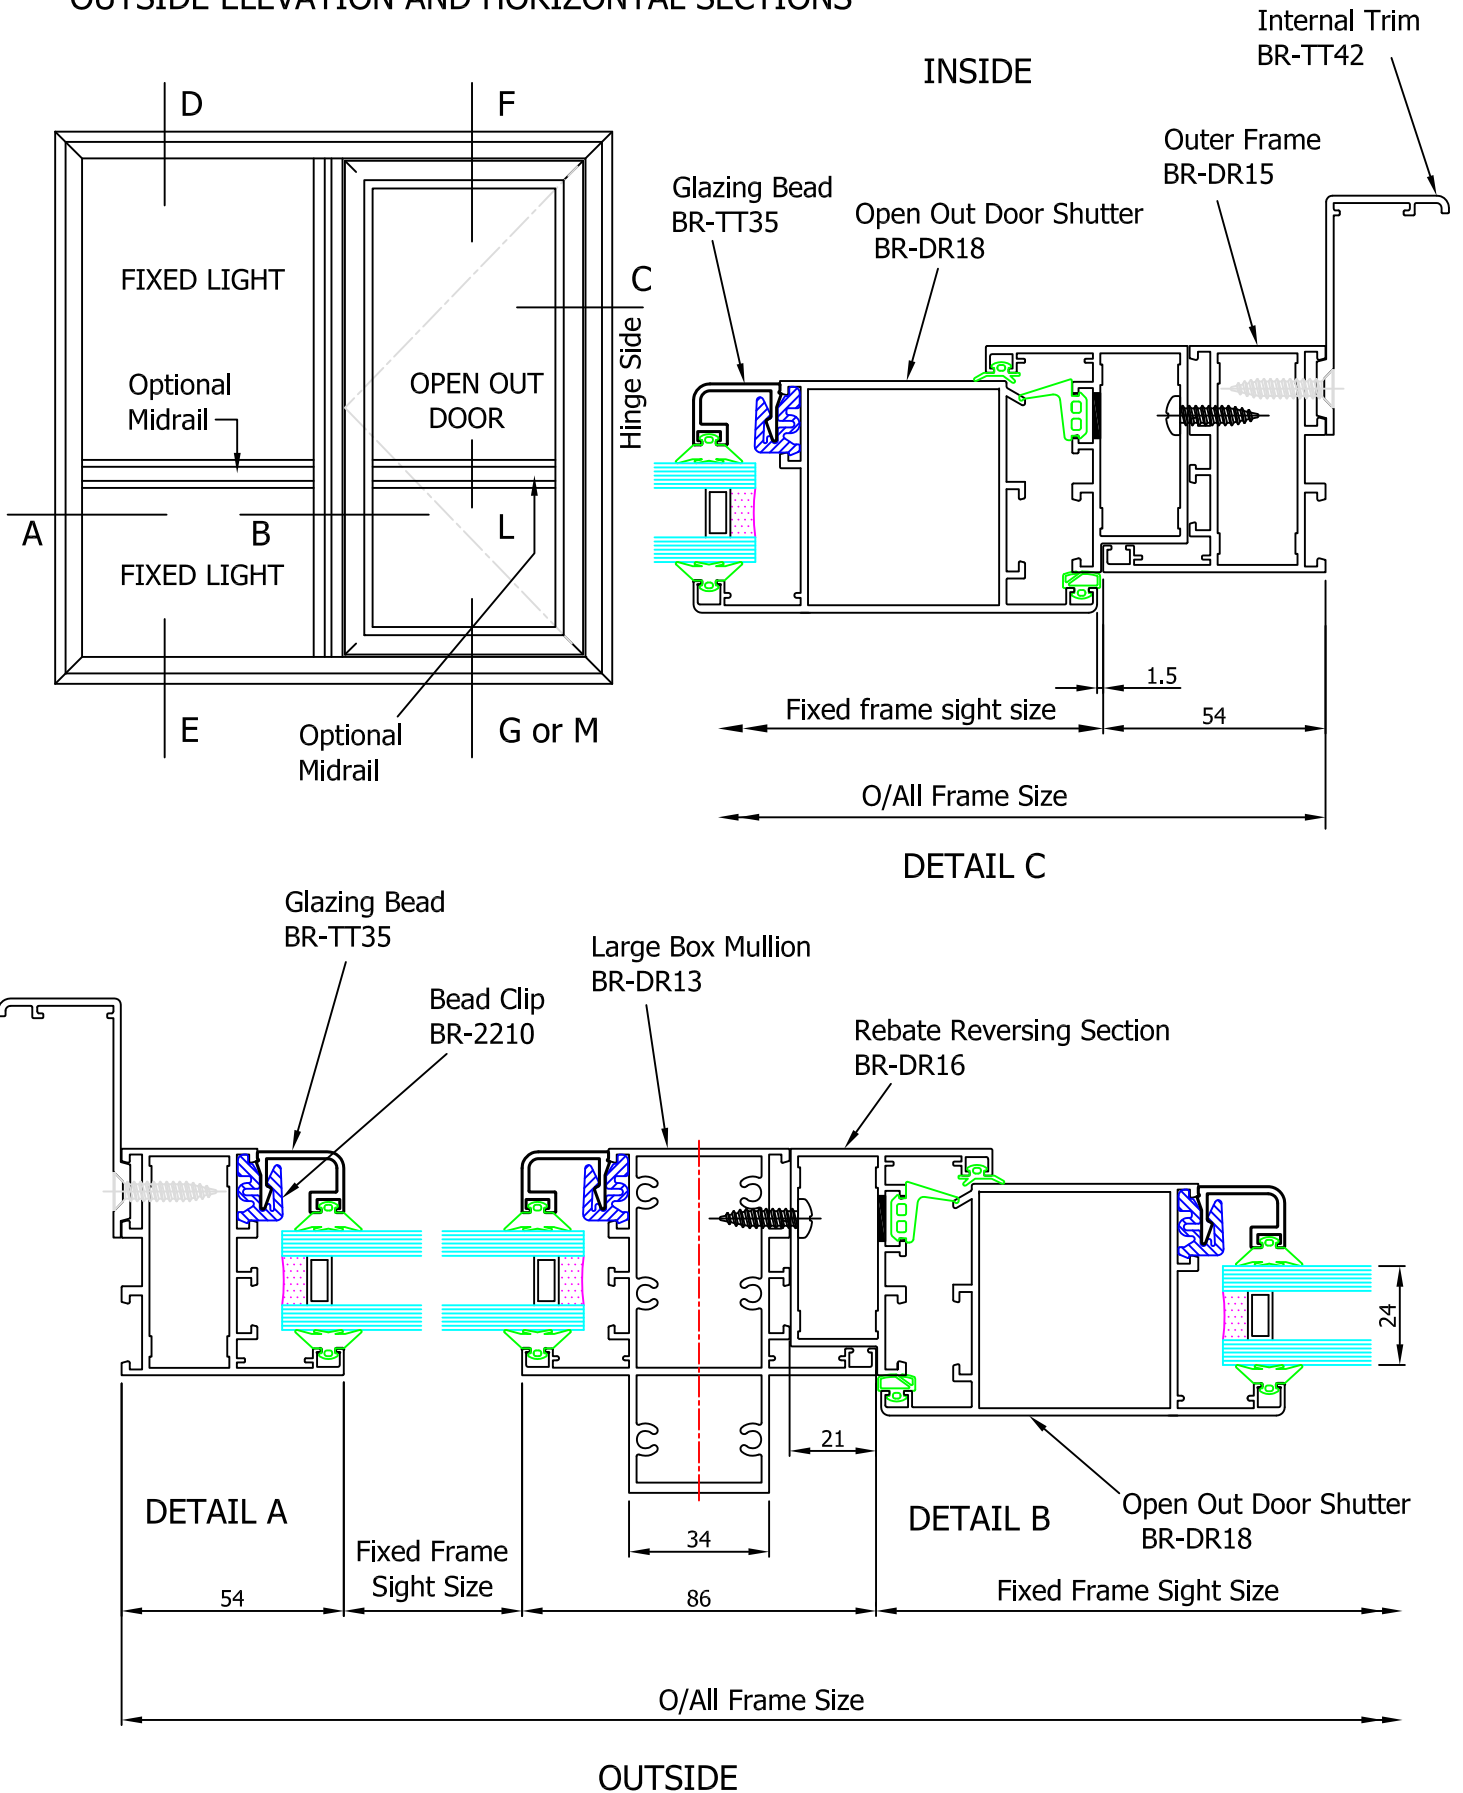 OUTSIDE ELEVATION AND HORIZONTAL SECTIONS
Internal Trim
BR-TT42
INSIDE
D
F
Outer Frame
BR-DR15
Glazing Bead
BR-TT35
Open Out Door Shutter
BR-DR18
FIXED LIGHT
C
Hinge Side
Optional
Midrail
OPEN OUT
DOOR
A
B
L
FIXED LIGHT
E
G or M
Optional
Midrail
1.5
Fixed frame sight size
54
O/All Frame Size
DETAIL C
Glazing Bead
BR-TT35
Bead Clip
BR-2210
Large Box Mullion
BR-DR13
Rebate Reversing Section
BR-DR16
24
21
DETAIL A
DETAIL B
Open Out Door Shutter
BR-DR18
34
Fixed Frame
Sight Size
54
86
Fixed Frame Sight Size
O/All Frame Size
OUTSIDE